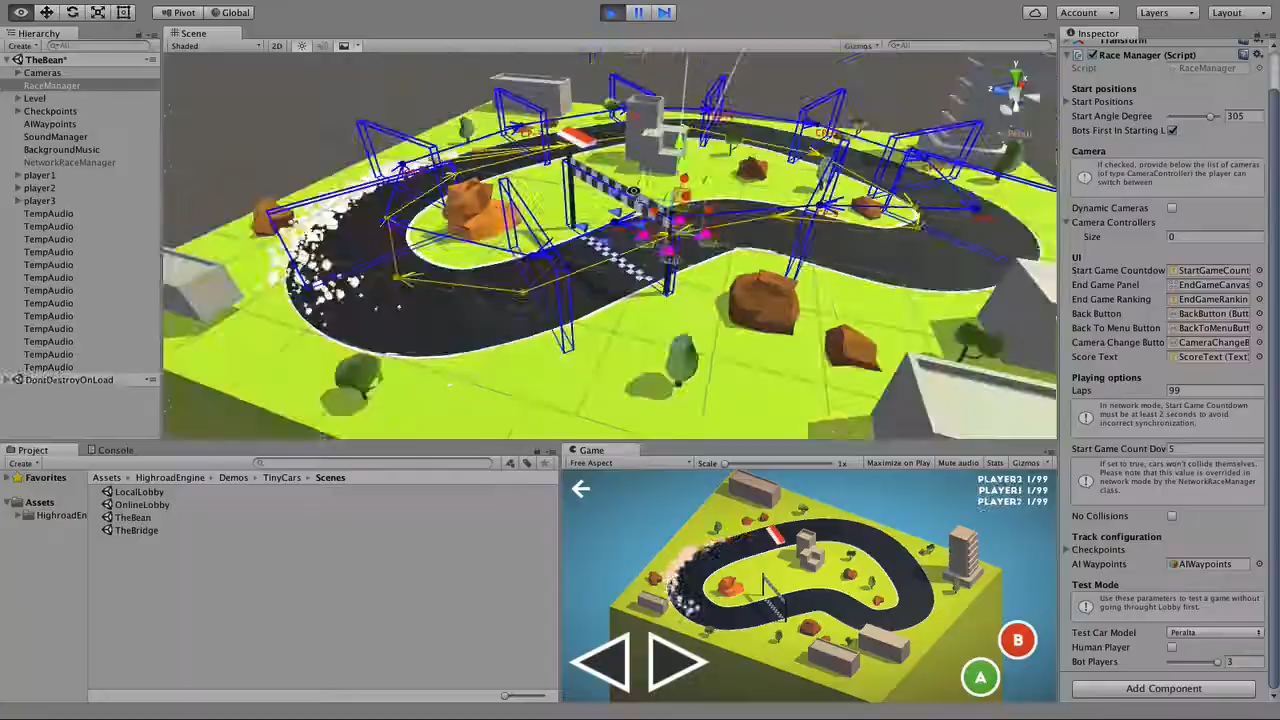 Pivot Global Account Layers Layout
Hierarchy
Create All
TheBean*
Cameras
RaceManager
Level
Checkpoints
AIWaypoints
SoundManager
BackgroundMusic
NetworkRaceManager
player1
player2
player3
TempAudio
TempAudio
TempAudio
TempAudio
TempAudio
TempAudio
TempAudio
TempAudio
TempAudio
TempAudio
TempAudio
TempAudio
TempAudio
DontDestroyOnLoad
Scene
Shaded 2D Gizmos All
y
x
z
Persp
Inspector
Transform
Race Manager (Script)
Script RaceManager
Start positions
Start Positions
Start Angle Degree 305
Bots First In Starting L
Camera
If checked, provide below the list of cameras
(of type CameraController) the player can
switch between
Dynamic Cameras
Camera Controllers
Size 0
UI
Start Game Countdow StartGameCount
End Game Panel EndGameCanvas
End Game Ranking EndGameRankin
Back Button BackButton (Butt
Back To Menu Button BackToMenuButt
Camera Change Butto CameraChangeB
Score Text ScoreText (Text)
Playing options
Laps 99
In network mode, Start Game Countdown
must be at least 2 seconds to avoid
incorrect synchronization.
Start Game Count Dov 5
If set to true, cars won't collide themselves.
Please note that this value is overrided in
network mode by the NetworkRaceManager
class.
No Collisions
Track configuration
Checkpoints
AI Waypoints AIWaypoints
Test Mode
Use these parameters to test a game without
going throught Lobby first.
Test Car Model Peralta
Human Player
Bot Players 3
Add Component
Project Console
Create
Favorites
Assets
HighroadEn
Assets HighroadEngine Demos TinyCars Scenes
LocalLobby
OnlineLobby
TheBean
TheBridge
Game
Free Aspect Scale 1x Maximize on Play Mute audio Stats Gizmos
PLAYER3 1/99
PLAYER1 1/99
PLAYER2 1/99
B
A